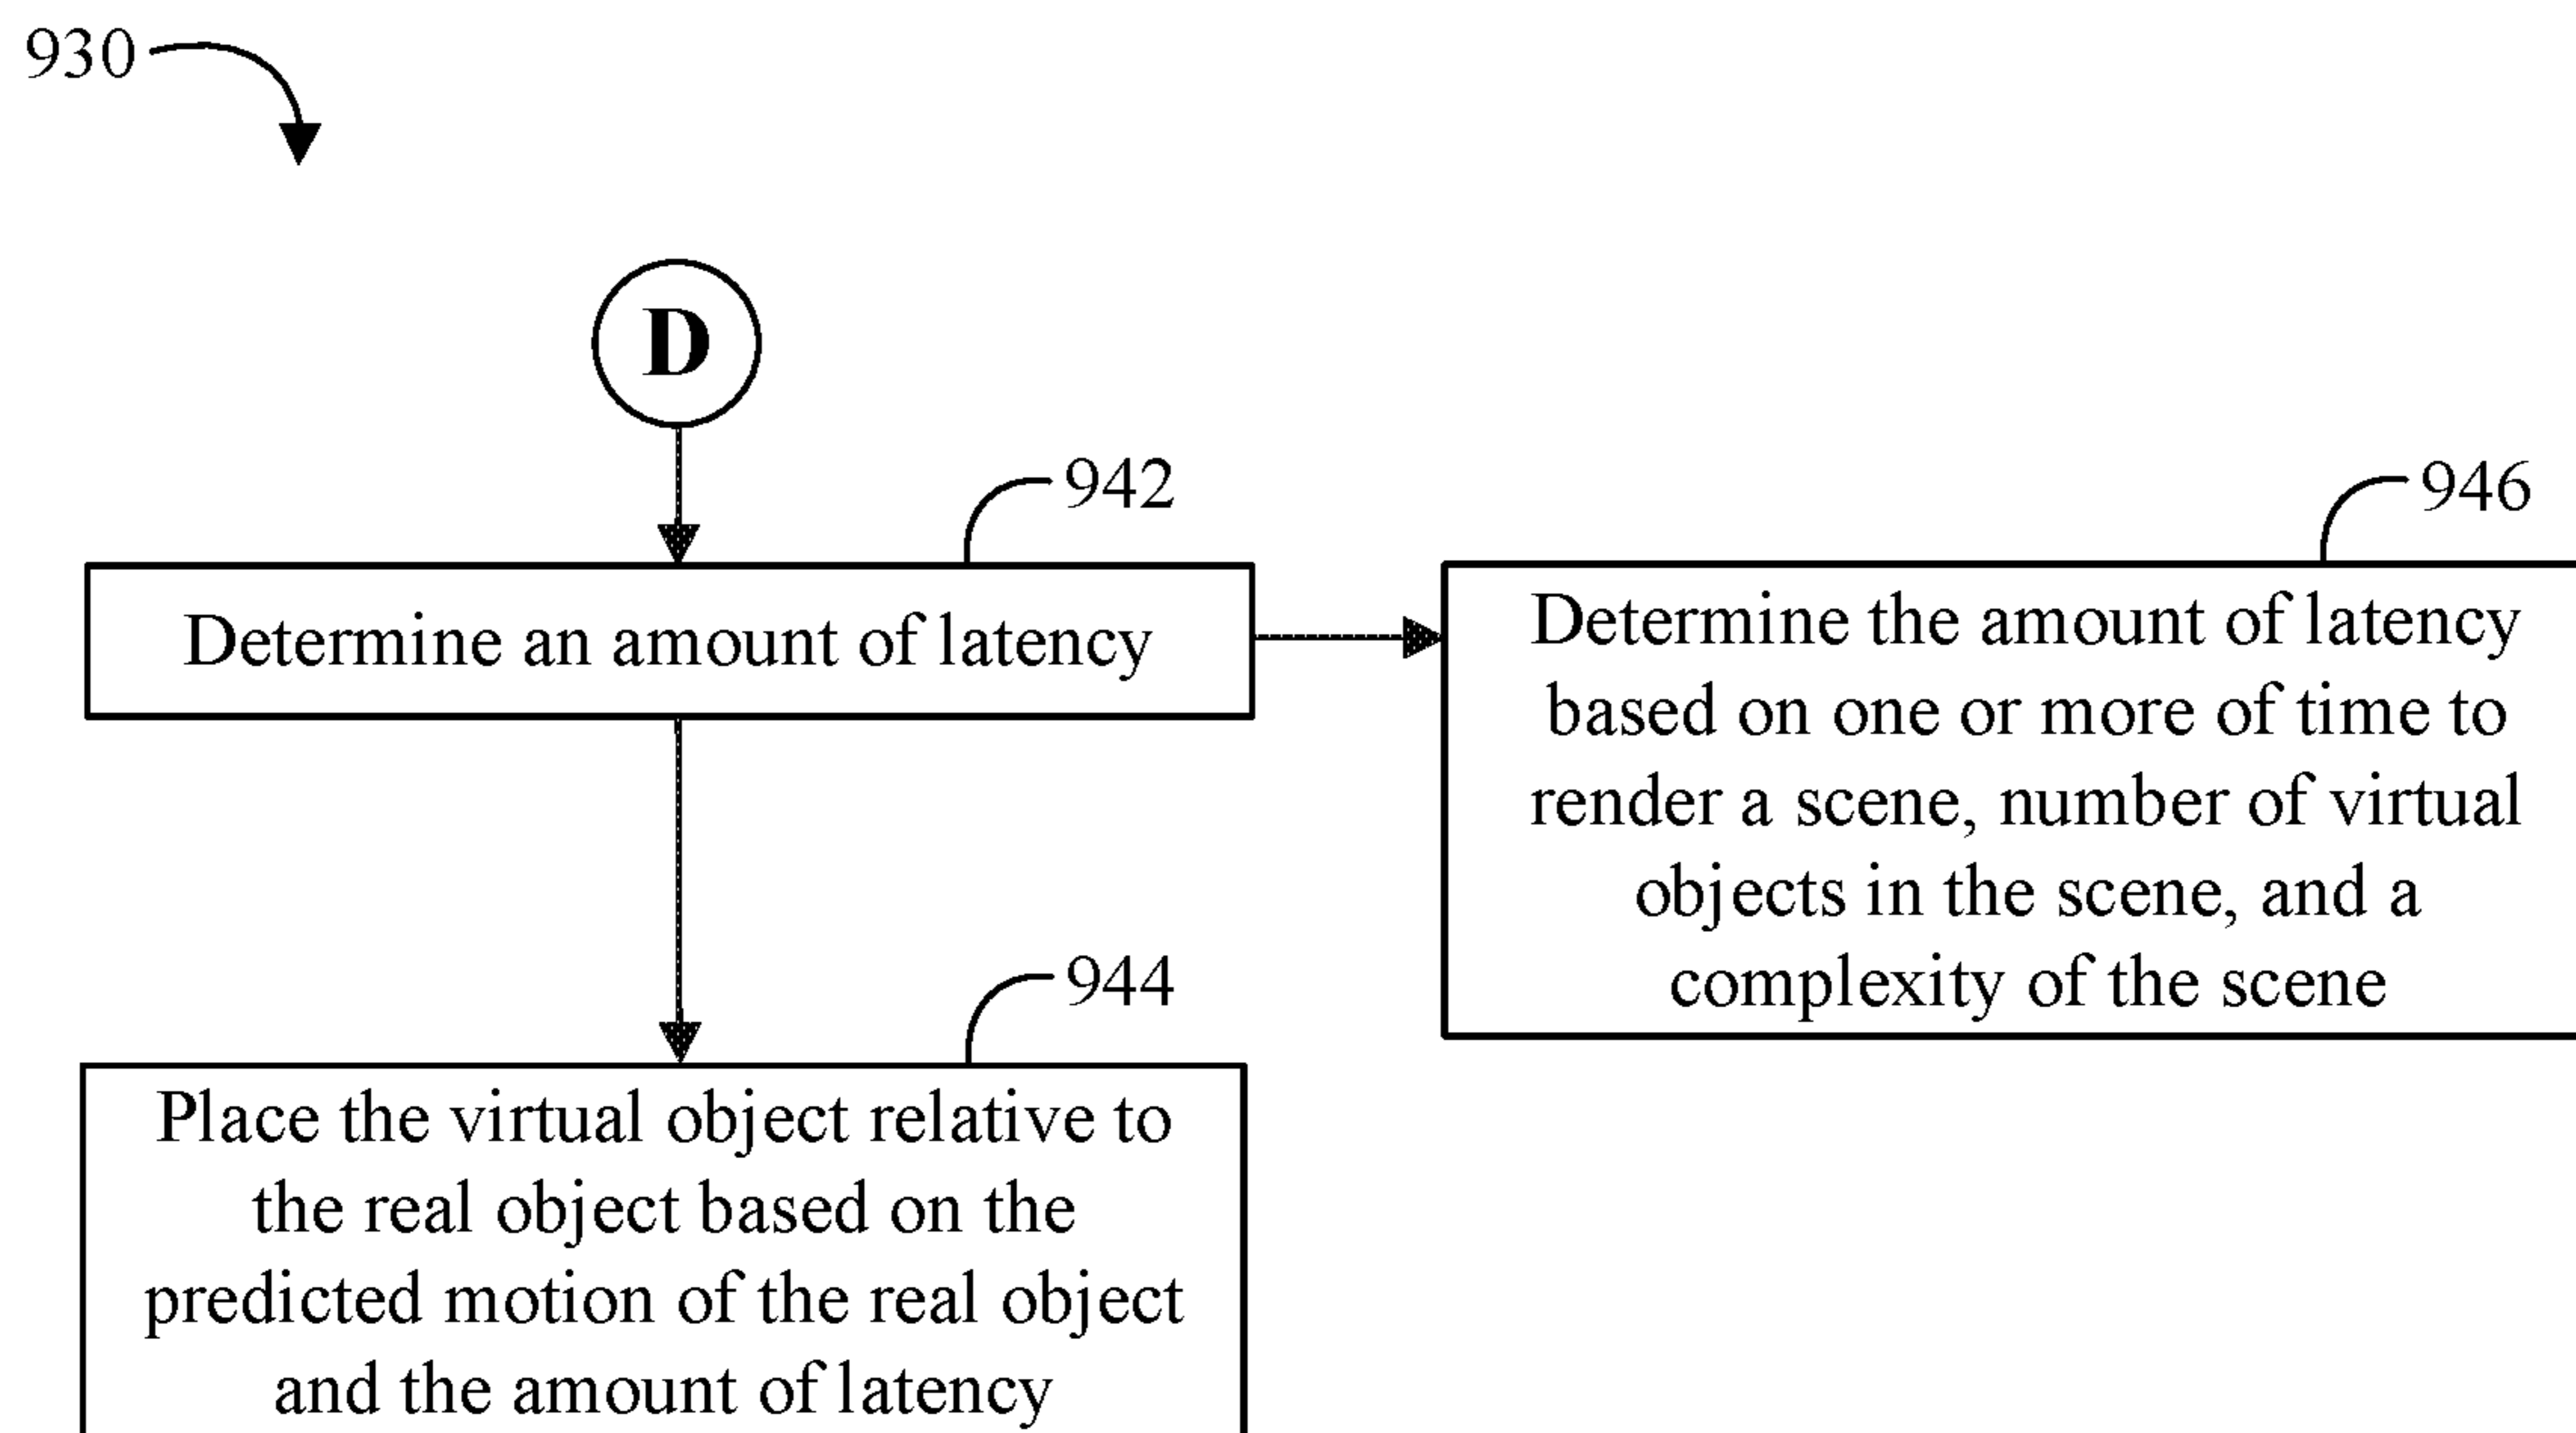 930
D
942
Determine an amount of latency
946
Determine the amount of latency
based on one or more of time to
render a scene, number of virtual
objects in the scene, and a
complexity of the scene
944
Place the virtual object relative to
the real object based on the
predicted motion of the real object
and the amount of latency